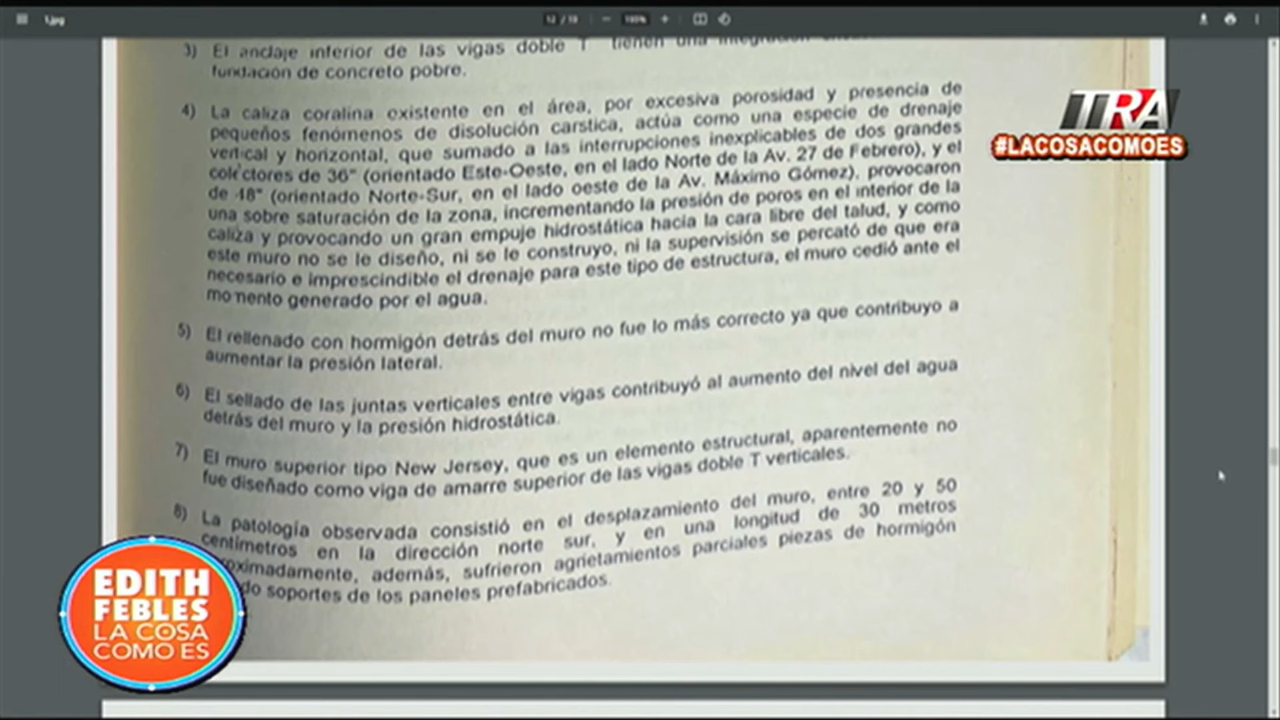 1.jpg
12 / 19
3) El anclaje inferior de las vigas doble T tienen una integración
fundación de concreto pobre.
4) La caliza coralina existente en el área, por excesiva porosidad y presencia de
pequeños fenómenos de disolución carstica, actúa como una especie de drenaje
vertical y horizontal, que sumado a las interrupciones inexplicables de dos grandes
colectores de 36" (orientado Este-Oeste, en el lado Norte de la Av. 27 de Febrero), y el
de 48" (orientado Norte-Sur, en el lado oeste de la Av. Máximo Gómez), provocaron
una sobre saturación de la zona, incrementando la presión de poros en el interior de la
caliza y provocando un gran empuje hidrostática hacia la cara libre del talud, y como
este muro no se le diseño, ni se le construyo, ni la supervisión se percató de que era
necesario e imprescindible el drenaje para este tipo de estructura, el muro cedió ante el
momento generado por el agua.
5) El rellenado con hormigón detrás del muro no fue lo más correcto ya que contribuyo a
aumentar la presión lateral.
6) El sellado de las juntas verticales entre vigas contribuyó al aumento del nivel del agua
detrás del muro y la presión hidrostática.
7) El muro superior tipo New Jersey, que es un elemento estructural, aparentemente no
fue diseñado como viga de amarre superior de las vigas doble T verticales.
8) La patología observada consistió en el desplazamiento del muro, entre 20 y 50
centímetros en la dirección norte sur, y en una longitud de 30 metros
roximadamente, además, sufrieron agrietamientos parciales piezas de hormigón
do soportes de los paneles prefabricados.
TRA
#LACOSACOMOES
EDITH
FEBLES
LA COSA
COMO ES